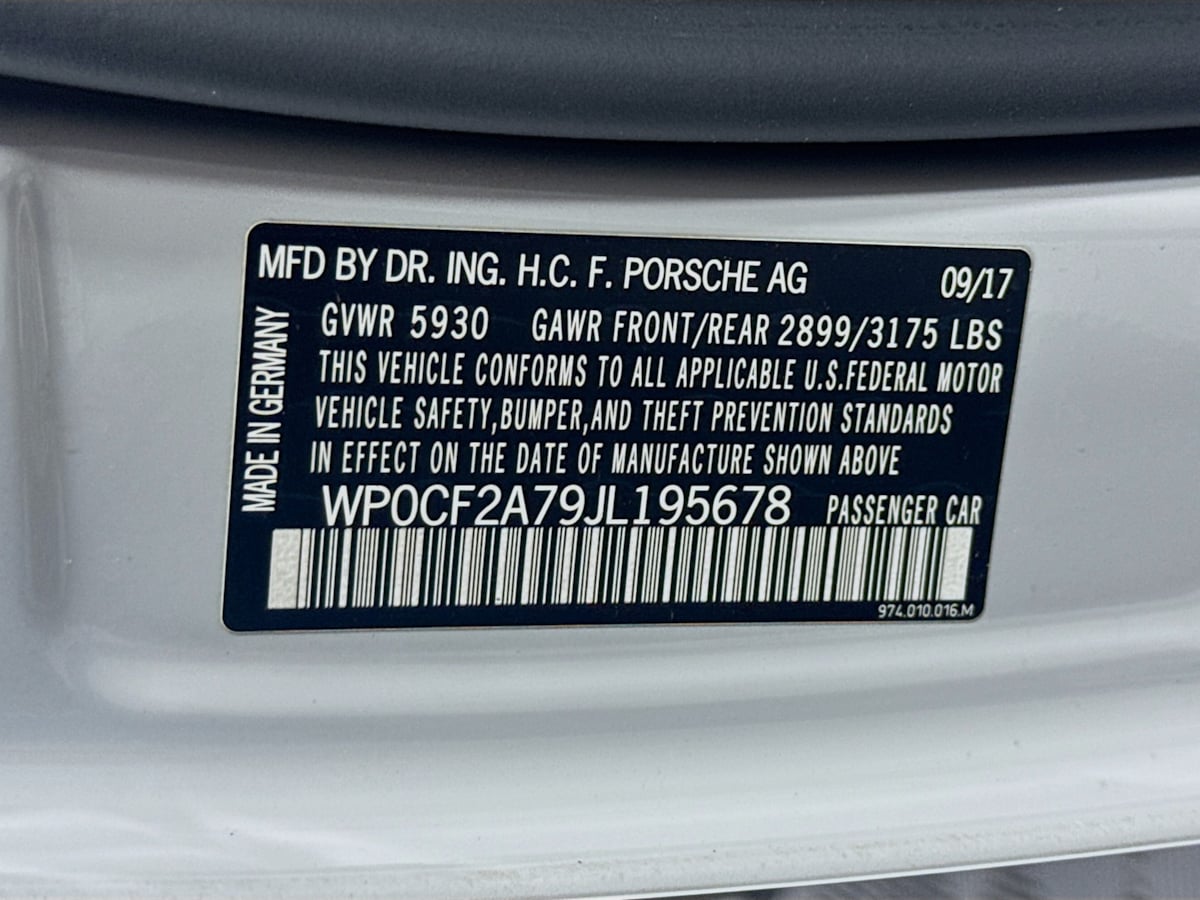 MFD BY DR. ING. H.C. F. PORSCHE AG 09/17
GVWR 5930 GAWR FRONT/REAR 2899/3175 LBS
THIS VEHICLE CONFORMS TO ALL APPLICABLE U.S.FEDERAL MOTOR
VEHICLE SAFETY,BUMPER,AND THEFT PREVENTION STANDARDS
IN EFFECT ON THE DATE OF MANUFACTURE SHOWN ABOVE
WP0CF2A79JL195678 PASSENGER CAR
974.010.016.M
MADE IN GERMANY